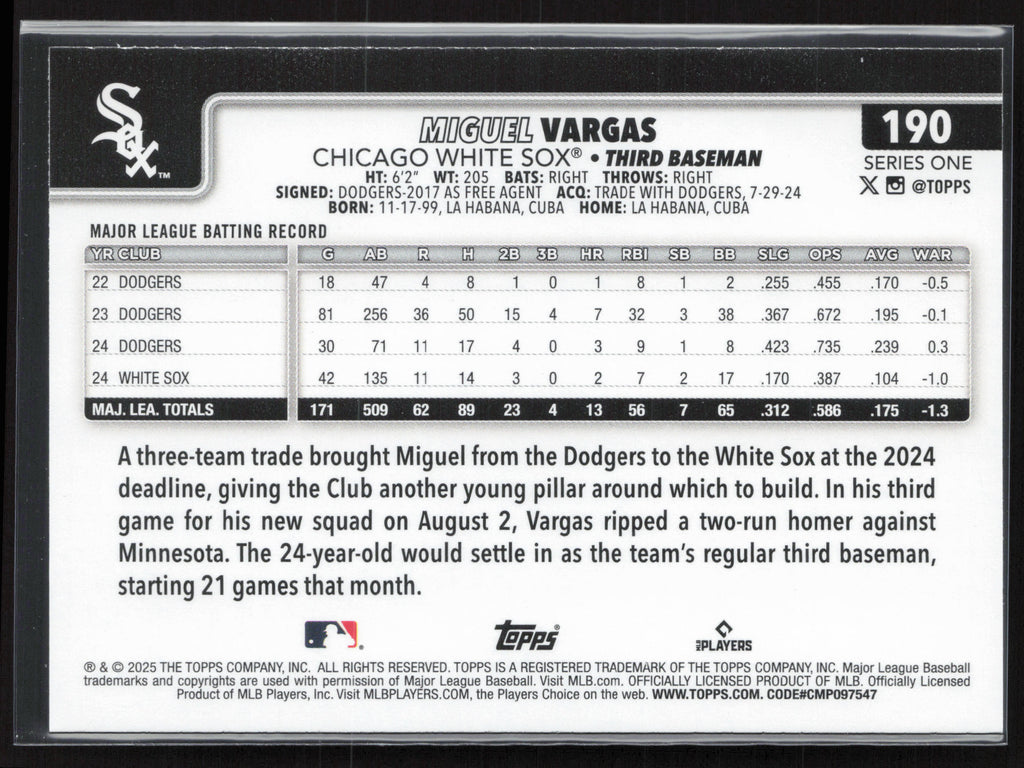 Sox™
190
MIGUEL VARGAS
SERIES ONE
CHICAGO WHITE SOX® • THIRD BASEMAN
@TOPPS
HT: 6'2" WT: 205 BATS: RIGHT THROWS: RIGHT
SIGNED: DODGERS-2017 AS FREE AGENT ACQ: TRADE WITH DODGERS, 7-29-24
BORN: 11-17-99, LA HABANA, CUBA HOME: LA HABANA, CUBA
MAJOR LEAGUE BATTING RECORD
YR CLUB G AB R H 2B 3B HR RBI SB BB SLG OPS AVG WAR
22 DODGERS 18 47 4 8 1 0 1 8 1 2 .255 .455 .170 -0.5
23 DODGERS 81 256 36 50 15 4 7 32 3 38 .367 .672 .195 -0.1
24 DODGERS 30 71 11 17 4 0 3 9 1 8 .423 .735 .239 0.3
24 WHITE SOX 42 135 11 14 3 0 2 7 2 17 .170 .387 .104 -1.0
MAJ. LEA. TOTALS 171 509 62 89 23 4 13 56 7 65 .312 .586 .175 -1.3
A three-team trade brought Miguel from the Dodgers to the White Sox at the 2024
deadline, giving the Club another young pillar around which to build. In his third
game for his new squad on August 2, Vargas ripped a two-run homer against
Minnesota. The 24-year-old would settle in as the team's regular third baseman,
starting 21 games that month.
Topps® MLB PLAYERS
® & © 2025 THE TOPPS COMPANY, INC. ALL RIGHTS RESERVED. TOPPS IS A REGISTERED TRADEMARK OF THE TOPPS COMPANY, INC. Major League Baseball
trademarks and copyrights are used with permission of Major League Baseball. Visit MLB.com. OFFICIALLY LICENSED PRODUCT OF MLB. Officially Licensed
Product of MLB Players, Inc. Visit MLBPLAYERS.COM, the Players Choice on the web. WWW.TOPPS.COM. CODE#CMP097547